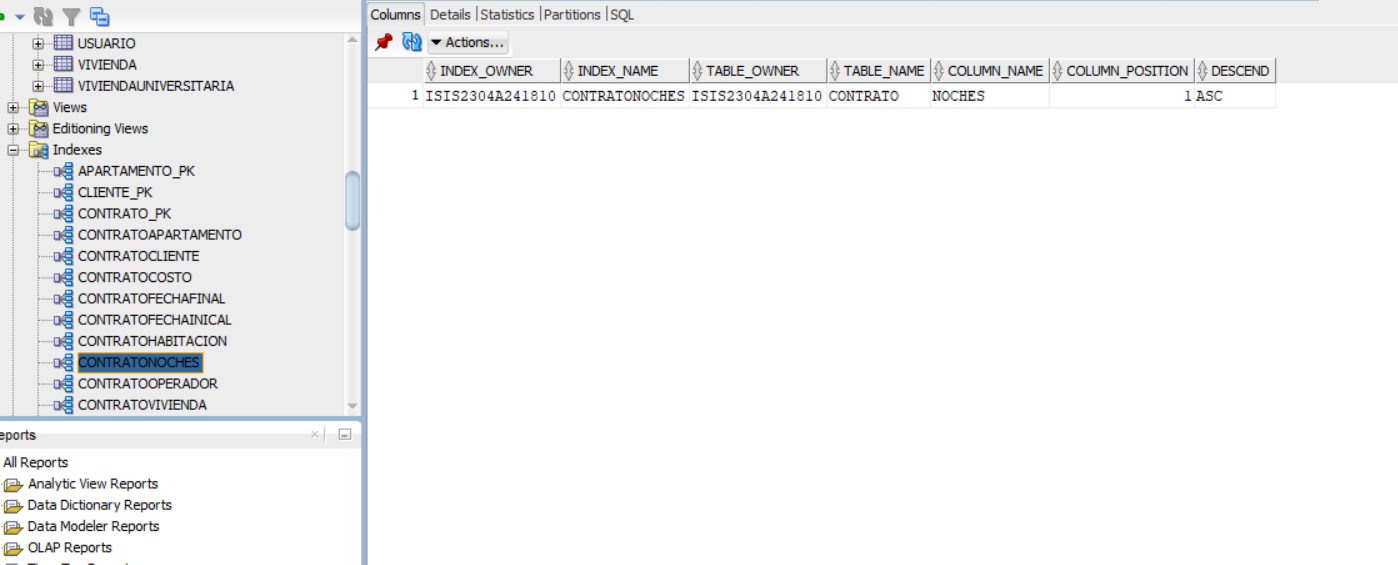 USUARIO
VIVIENDA
VIVIENDAUNIVERSITARIA
Views
Editioning Views
Indexes
APARTAMENTO_PK
CLIENTE_PK
CONTRATO_PK
CONTRATOAPARTAMENTO
CONTRATOCLIENTE
CONTRATOCOSTO
CONTRATOFECHAFINAL
CONTRATOFECHAINICAL
CONTRATOHABITACION
CONTRATONOCHES
CONTRATOOPERADOR
CONTRATOVIVIENDA
eports
All Reports
Analytic View Reports
Data Dictionary Reports
Data Modeler Reports
OLAP Reports
Columns Details Statistics Partitions SQL
Actions...
INDEX_OWNER INDEX_NAME TABLE_OWNER TABLE_NAME COLUMN_NAME COLUMN_POSITION DESCEND
1 ISIS2304A241810 CONTRATONOCHES ISIS2304A241810 CONTRATO NOCHES 1 ASC